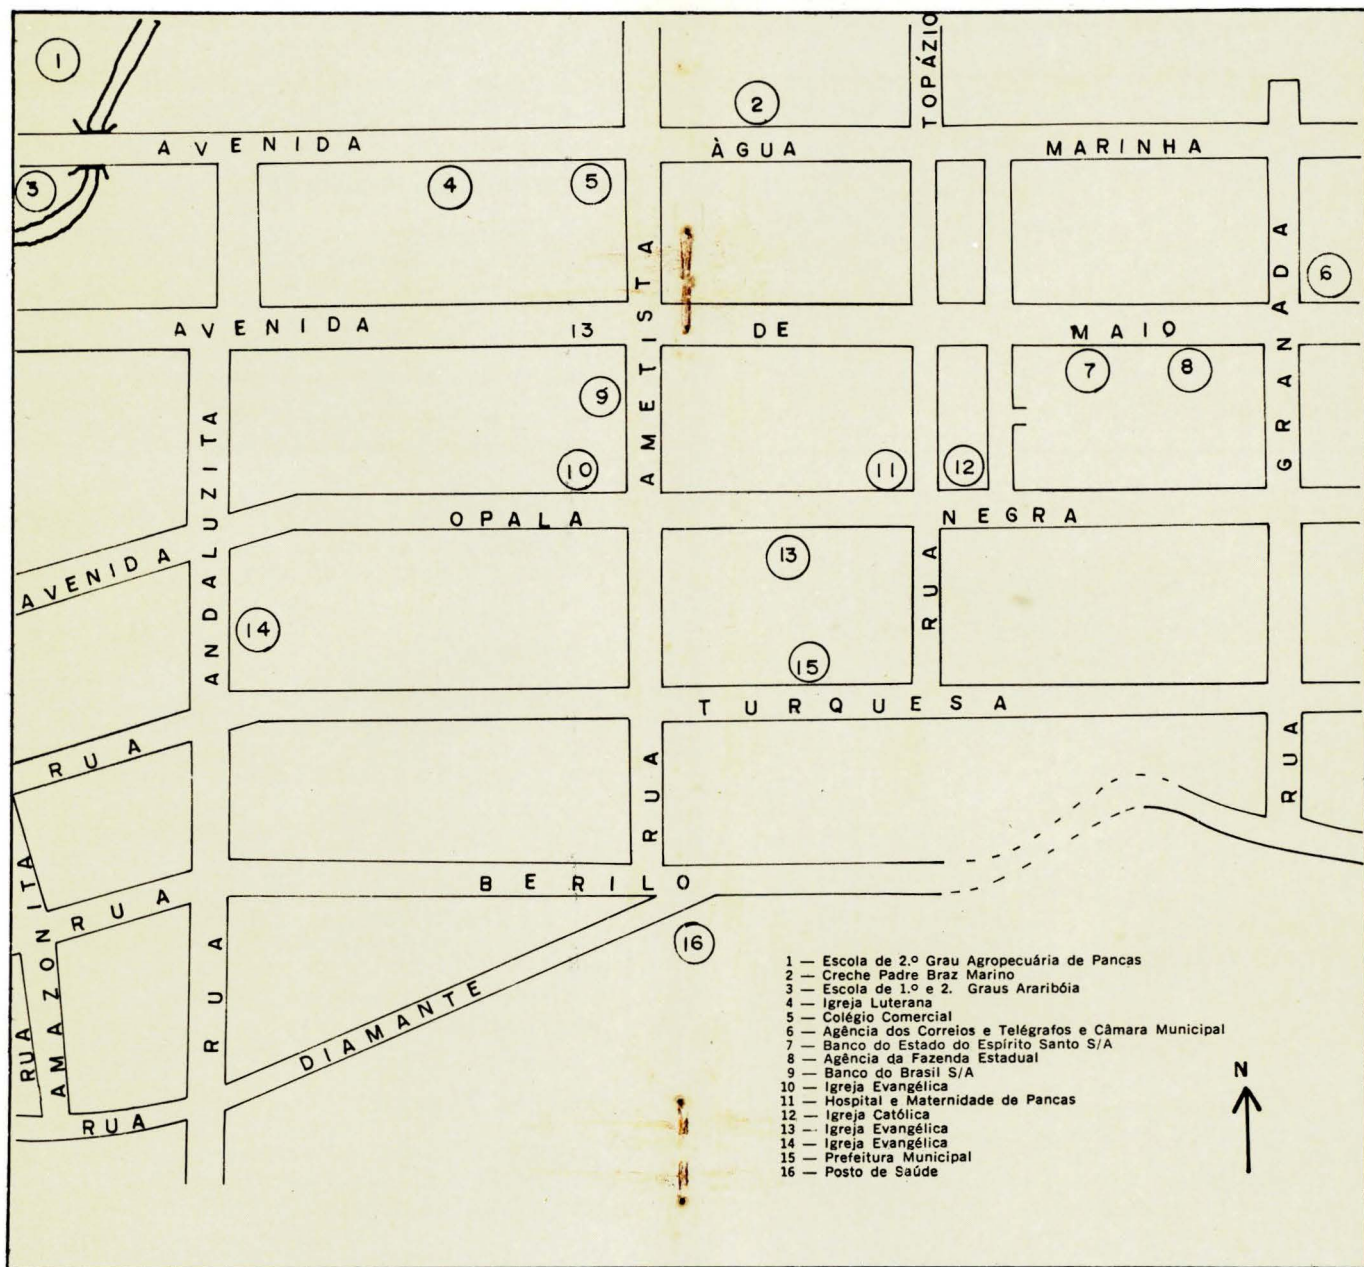 1
2
TOPÁZIO
AVENIDA ÀGUA MARINHA
3
4
5
6
AVENIDA 13 DE MAIO
7
8
9
10
11
12
AVENIDA OPALA NEGRA
RUA ANDALUZITA
RUA AMETISTA
RUA
RUA GRANADA
13
14
15
RUA TURQUESA
RUA BERILO
RUA AMAZONITA
RUA DIAMANTE
16
1 — Escola de 2.º Grau Agropecuária de Pancas
2 — Creche Padre Braz Marino
3 — Escola de 1.º e 2. Graus Araribóia
4 — Igreja Luterana
5 — Colégio Comercial
6 — Agência dos Correios e Telégrafos e Câmara Municipal
7 — Banco do Estado do Espírito Santo S/A
8 — Agência da Fazenda Estadual
9 — Banco do Brasil S/A
10 — Igreja Evangélica
11 — Hospital e Maternidade de Pancas
12 — Igreja Católica
13 — Igreja Evangélica
14 — Igreja Evangélica
15 — Prefeitura Municipal
16 — Posto de Saúde
N